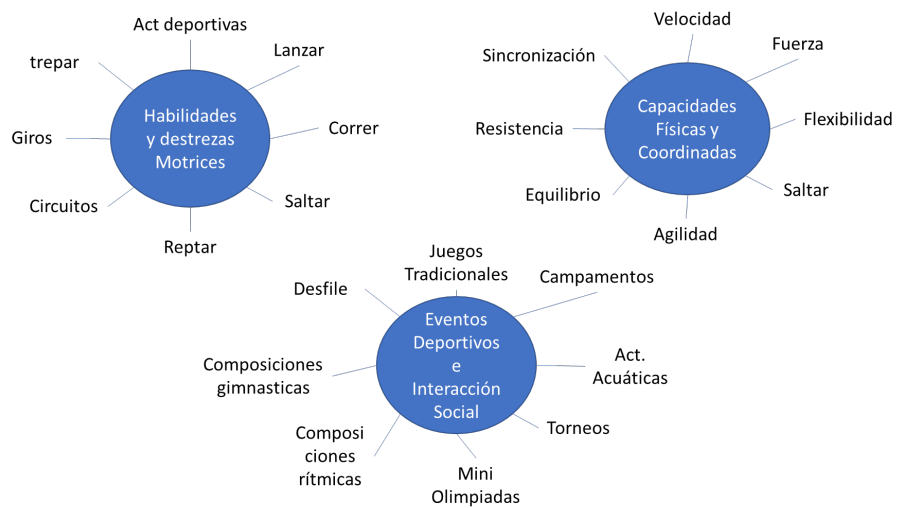 Act deportivas
Lanzar
trepar
Habilidades
y destrezas
Motrices
Giros
Correr
Circuitos
Saltar
Reptar
Velocidad
Fuerza
Sincronización
Capacidades
Físicas y
Coordinadas
Flexibilidad
Resistencia
Equilibrio
Saltar
Agilidad
Juegos
Tradicionales
Campamentos
Desfile
Eventos
Deportivos
e
Interacción
Social
Composiciones
gimnasticas
Act.
Acuáticas
Composi
ciones
rítmicas
Torneos
Mini
Olimpiadas